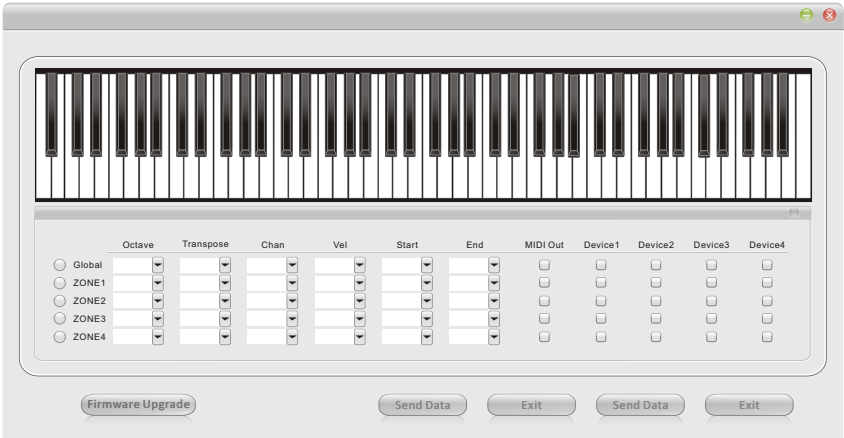 Octave Transpose Chan Vel Start End MIDI Out Device1 Device2 Device3 Device4
Global
ZONE1
ZONE2
ZONE3
ZONE4
Firmware Upgrade Send Data Exit Send Data Exit